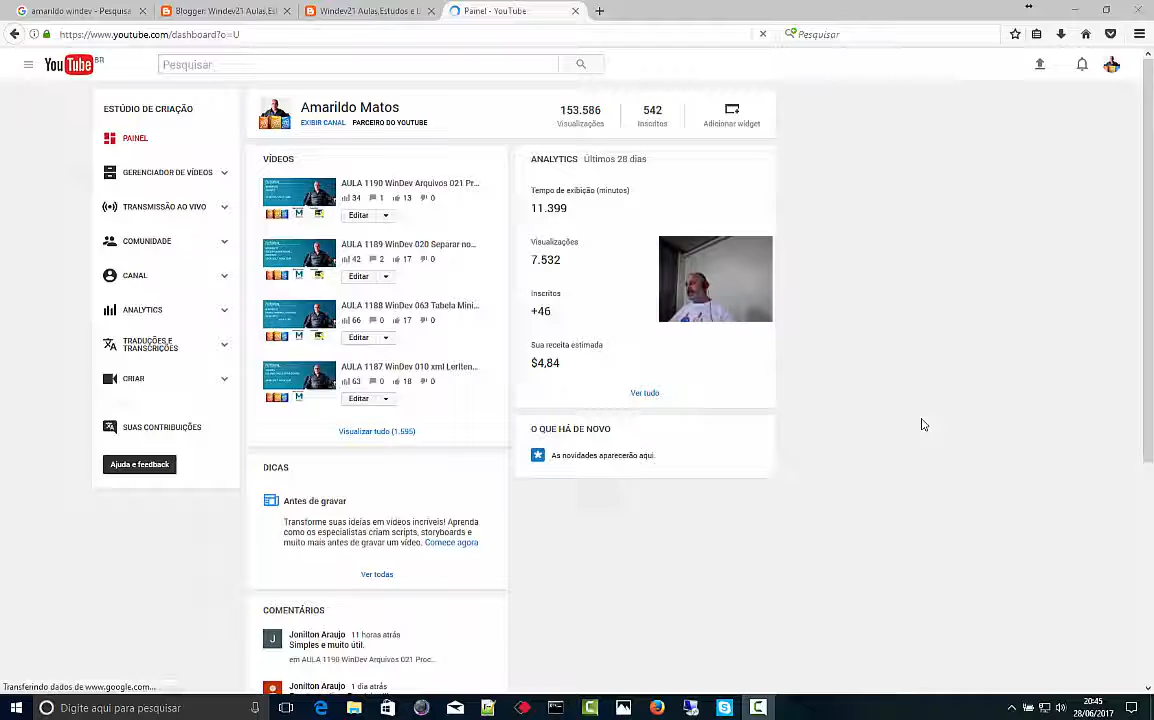 amarildo windev - Pesquisa
Blogger: Windev21 Aulas,Es
Windev21 Aulas,Estudos e
Painel - YouTube
https://www.youtube.com/dashboard?o=U
Pesquisar
YouTube BR
Pesquisar
ESTÚDIO DE CRIAÇÃO
PAINEL
GERENCIADOR DE VÍDEOS
TRANSMISSÃO AO VIVO
COMUNIDADE
CANAL
ANALYTICS
TRADUÇÕES E
TRANSCRIÇÕES
CRIAR
SUAS CONTRIBUIÇÕES
Ajuda e feedback
Amarildo Matos
EXIBIR CANAL PARCEIRO DO YOUTUBE
153.586
Visualizações
542
Inscritos
Adicionar widget
VÍDEOS
AULA 1190 WinDev Arquivos 021 Pr...
34 1 13 0
Editar
AULA 1189 WinDev 020 Separar no...
42 2 17 0
Editar
AULA 1188 WinDev 063 Tabela Mini...
66 0 17 0
Editar
AULA 1187 WinDev 010 xml Lerlten...
63 0 18 0
Editar
Visualizar tudo (1.595)
DICAS
Antes de gravar
Transforme suas ideias em vídeos incríveis! Aprenda
como os especialistas criam scripts, storyboards e
muito mais antes de gravar um vídeo. Comece agora
Ver todas
COMENTÁRIOS
J
Jonilton Araujo 11 horas atrás
Simples e muito útil.
em AULA 1190 WinDev Arquivos 021 Proc...
Jonilton Araujo 1 dia atrás
ANALYTICS Últimos 28 dias
Tempo de exibição (minutos)
11.399
Visualizações
7.532
Inscritos
+46
Sua receita estimada
$4,84
Ver tudo
O QUE HÁ DE NOVO
As novidades aparecerão aqui.
Transferindo dados de www.google.com...
Digite aqui para pesquisar
20:45
28/06/2017